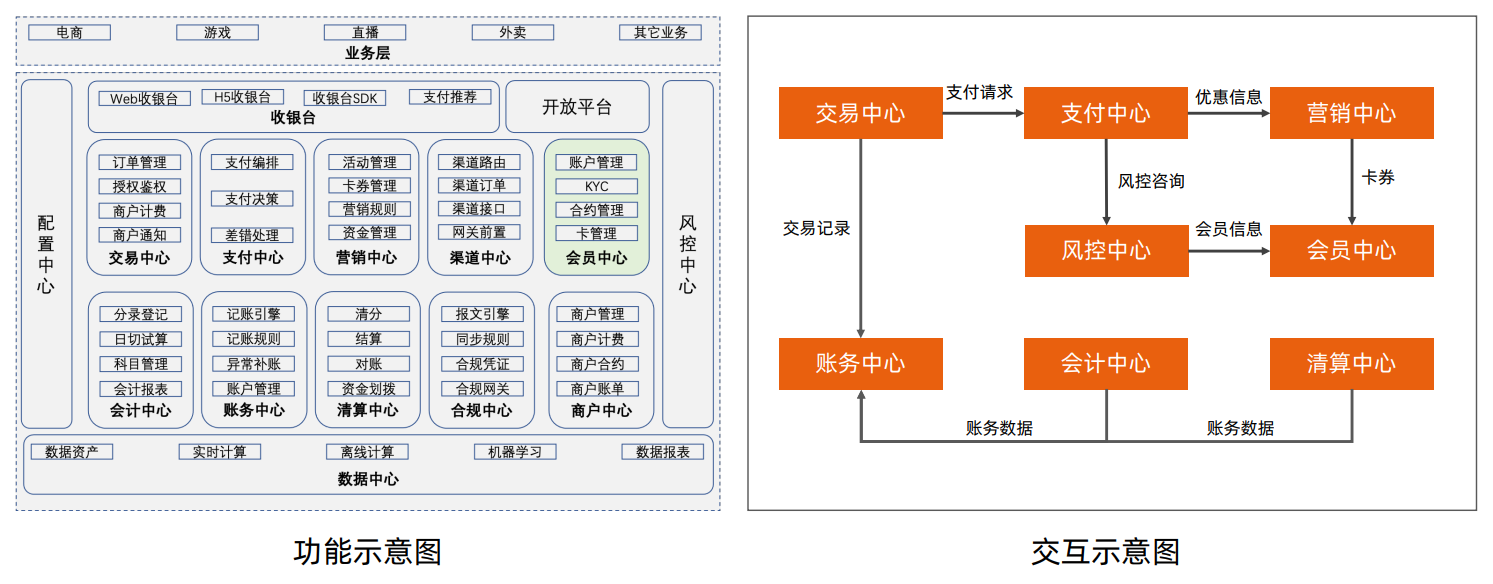 电商
游戏
直播
外卖
其它业务
业务层
配置中心
Web收银台
H5收银台
收银台SDK
支付推荐
收银台
开放平台
风控中心
订单管理
授权鉴权
商户计费
商户通知
交易中心
支付编排
支付决策
差错处理
支付中心
活动管理
卡券管理
营销规则
资金管理
营销中心
渠道路由
渠道订单
渠道接口
网关前置
渠道中心
账户管理
KYC
合约管理
卡管理
会员中心
分录登记
日切试算
科目管理
会计报表
会计中心
记账引擎
记账规则
异常补账
账户管理
账务中心
清分
结算
对账
资金划拨
清算中心
报文引擎
同步规则
合规凭证
合规网关
合规中心
商户管理
商户计费
商户合约
商户账单
商户中心
数据资产
实时计算
离线计算
机器学习
数据报表
数据中心
功能示意图
交易中心
支付请求
支付中心
优惠信息
营销中心
风控咨询
卡券
交易记录
风控中心
会员信息
会员中心
账务中心
会计中心
清算中心
账务数据
账务数据
交互示意图